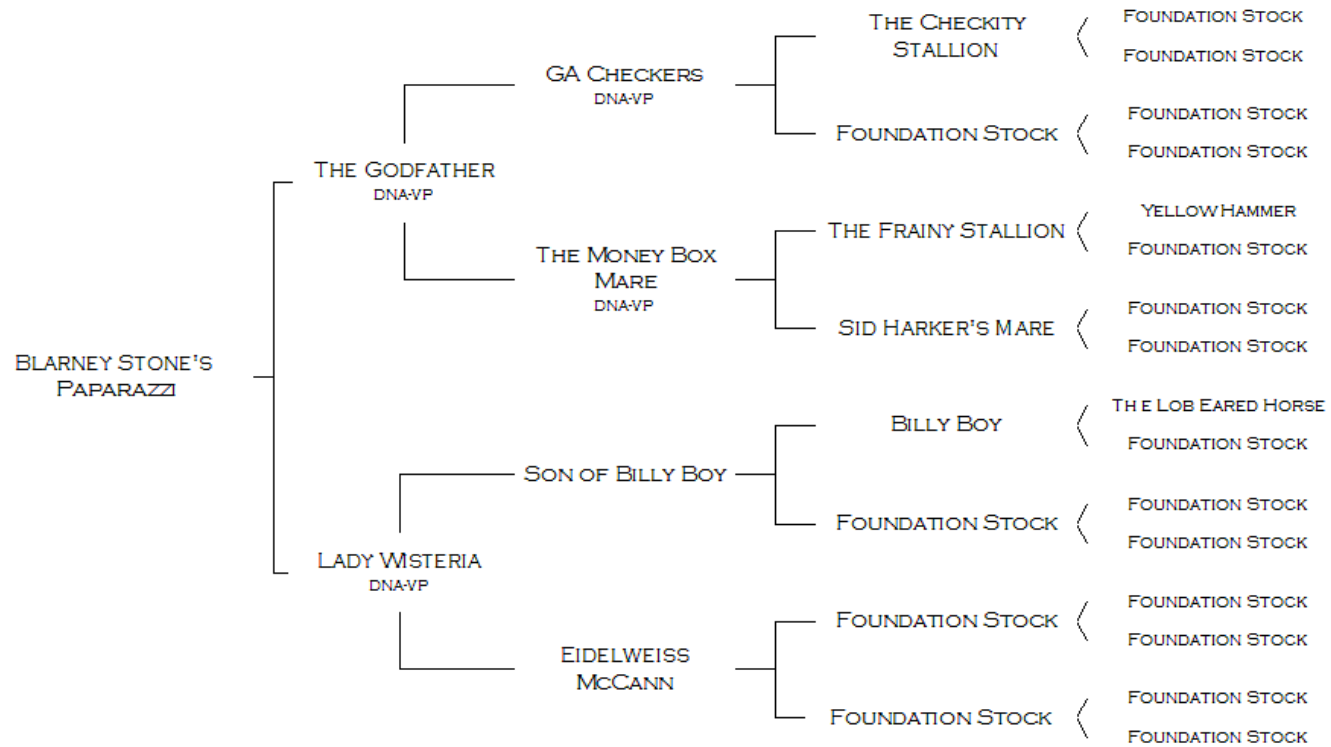 The Checkity
Stallion
Foundation Stock
Foundation Stock
GA Checkers
DNA-VP
Foundation Stock
Foundation Stock
Foundation Stock
The Godfather
DNA-VP
The Money Box
Mare
DNA-VP
The Frainy Stallion
Yellow Hammer
Foundation Stock
Sid Harker's Mare
Foundation Stock
Foundation Stock
Blarney Stone's
Paparazzi
Billy Boy
Th e Lob Eared Horse
Foundation Stock
Son of Billy Boy
Foundation Stock
Foundation Stock
Foundation Stock
Lady Wisteria
DNA-VP
Eidelweiss
McCann
Foundation Stock
Foundation Stock
Foundation Stock
Foundation Stock
Foundation Stock
Foundation Stock